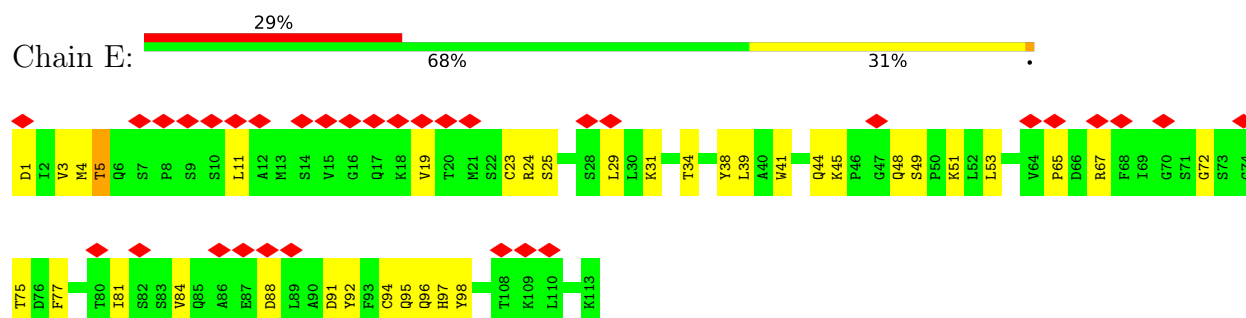 29%
Chain E:
68% 31% •
D1 I2 V3 M4 T5 Q6 S7 P8 S9 S10 L11 A12 M13 S14 V15 G16 Q17 K18 V19 T20 M21 S22 C23 R24 S25 S28 L29 L30 K31 T34 Y38 L39 A40 W41 Q44 K45 P46 G47 Q48 S49 P50 K51 L52 L53 V64 P65 D66 R67 F68 I69 G70 S71 G72 S73 G74
T75 D76 F77 T80 I81 S82 S83 V84 Q85 A86 E87 D88 L89 A90 D91 Y92 F93 C94 Q95 Q96 H97 Y98 T108 K109 L110 K113